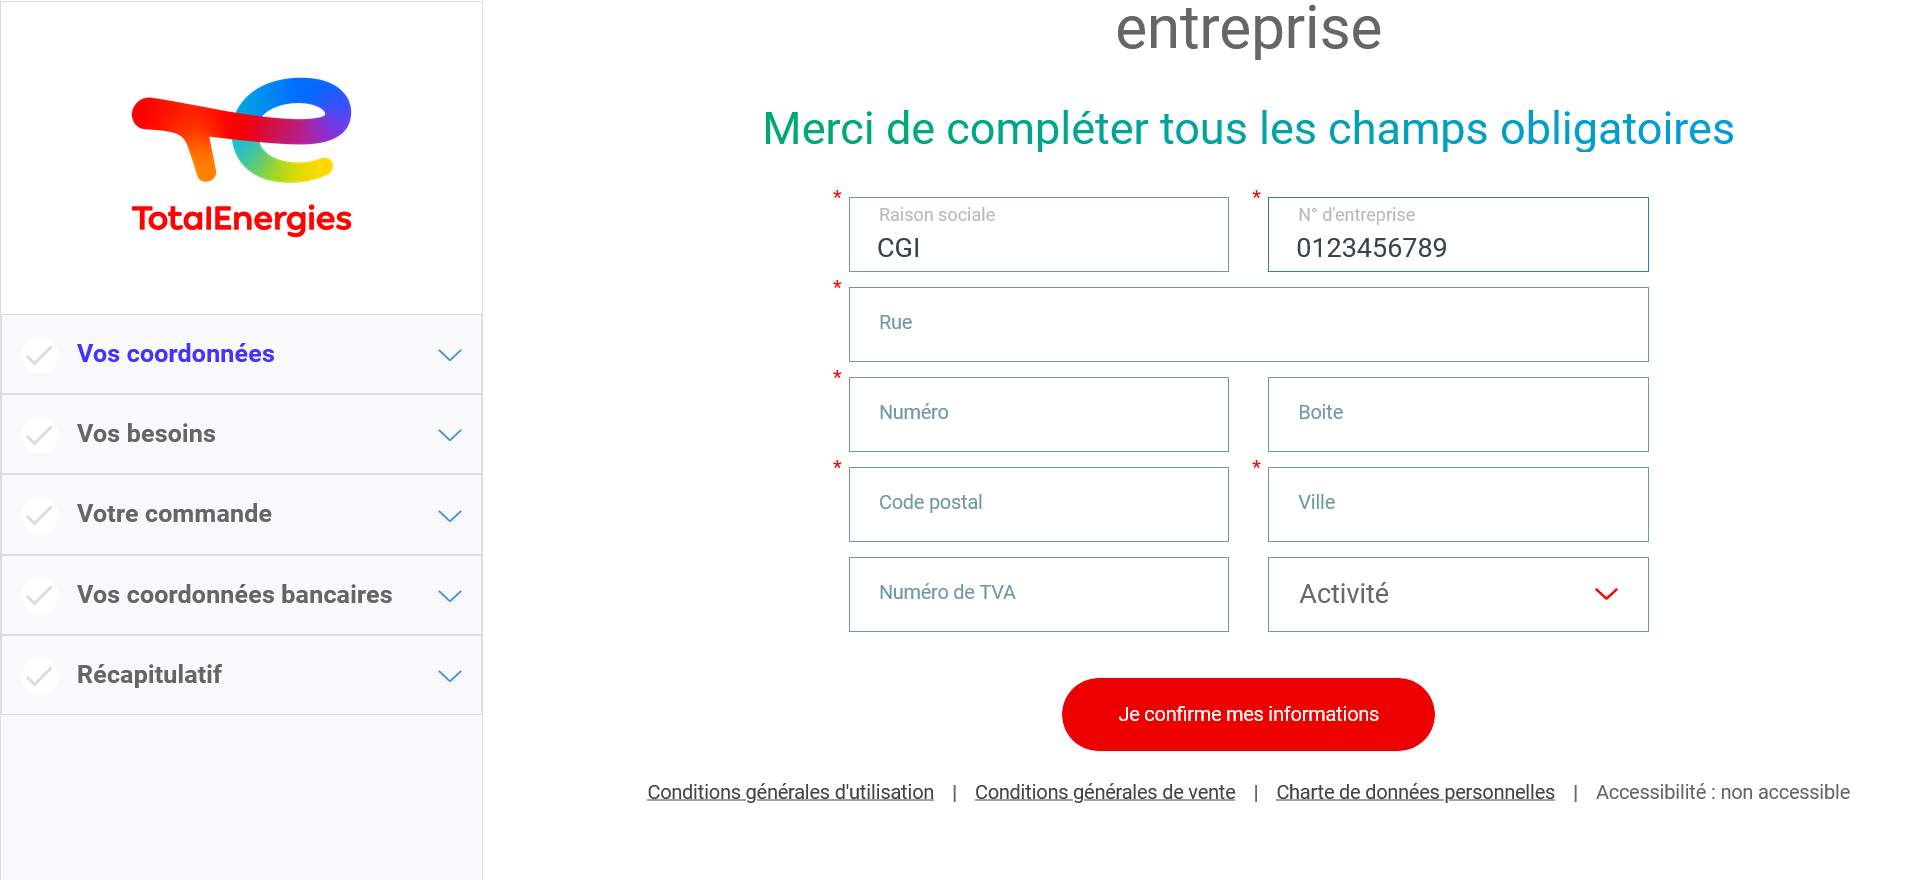 TotalEnergies
Vos coordonnées
Vos besoins
Votre commande
Vos coordonnées bancaires
Récapitulatif
entreprise
Merci de compléter tous les champs obligatoires
* Raison sociale
CGI
* N° d'entreprise
0123456789
* Rue
* Numéro
Boite
* Code postal
* Ville
Numéro de TVA
Activité
Je confirme mes informations
Conditions générales d'utilisation | Conditions générales de vente | Charte de données personnelles | Accessibilité : non accessible